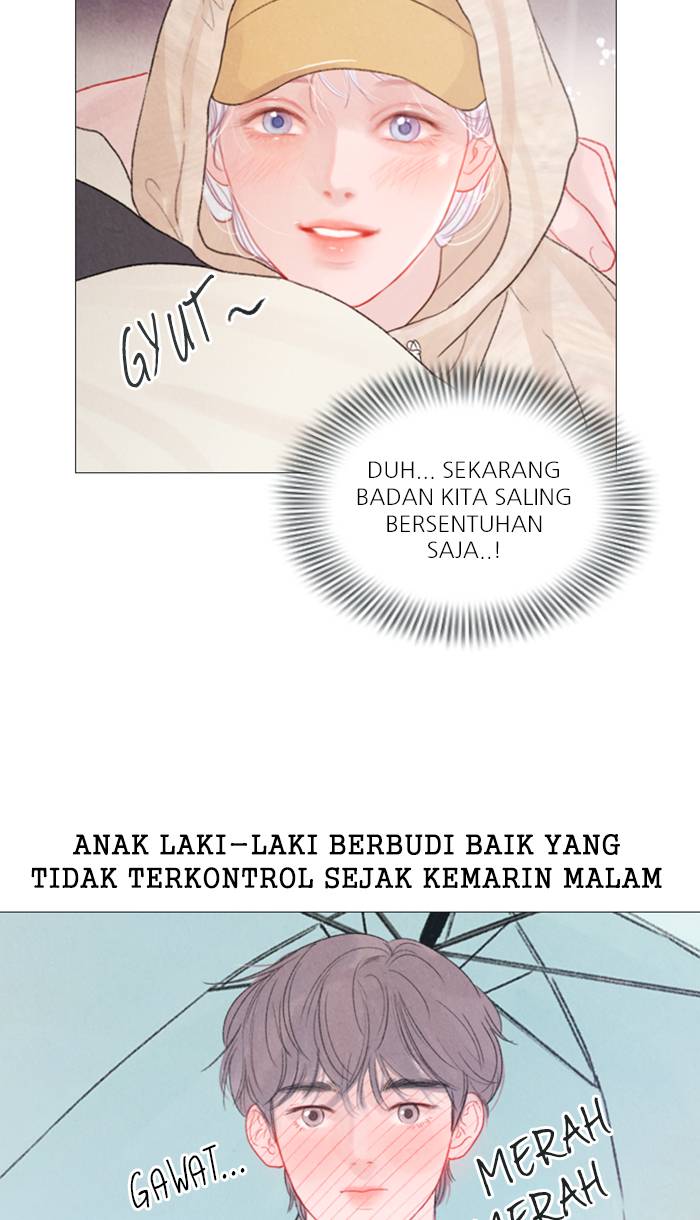 GYUT~
DUH... SEKARANG
BADAN KITA SALING
BERSENTUHAN
SAJA..!
ANAK LAKI-LAKI BERBUDI BAIK YANG
TIDAK TERKONTROL SEJAK KEMARIN MALAM
GAWAT...
MERAH
MERAH